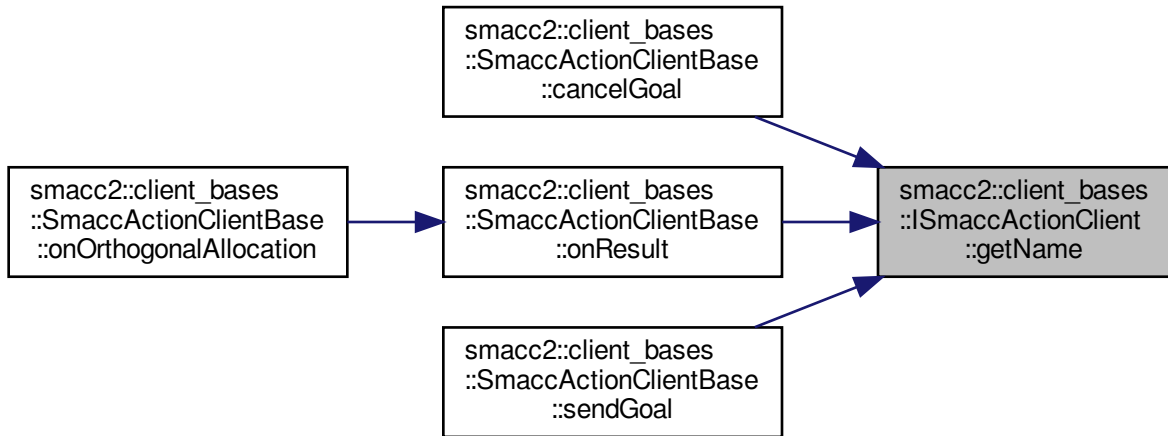 smacc2::client_bases
::SmaccActionClientBase
::cancelGoal
smacc2::client_bases
::SmaccActionClientBase
::onOrthogonalAllocation
smacc2::client_bases
::SmaccActionClientBase
::onResult
smacc2::client_bases
::ISmaccActionClient
::getName
smacc2::client_bases
::SmaccActionClientBase
::sendGoal